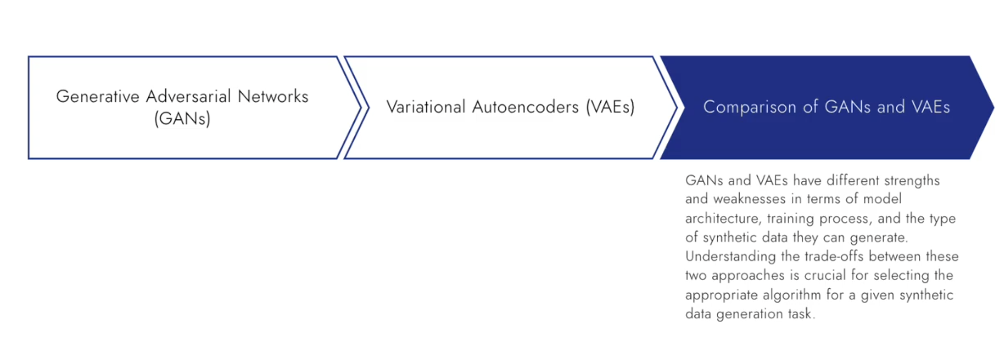 Generative Adversarial Networks
(GANs)
Variational Autoencoders (VAEs)
Comparison of GANs and VAEs
GANs and VAEs have different strengths
and weaknesses in terms of model
architecture, training process, and the type
of synthetic data they can generate.
Understanding the trade-offs between these
two approaches is crucial for selecting the
appropriate algorithm for a given synthetic
data generation task.